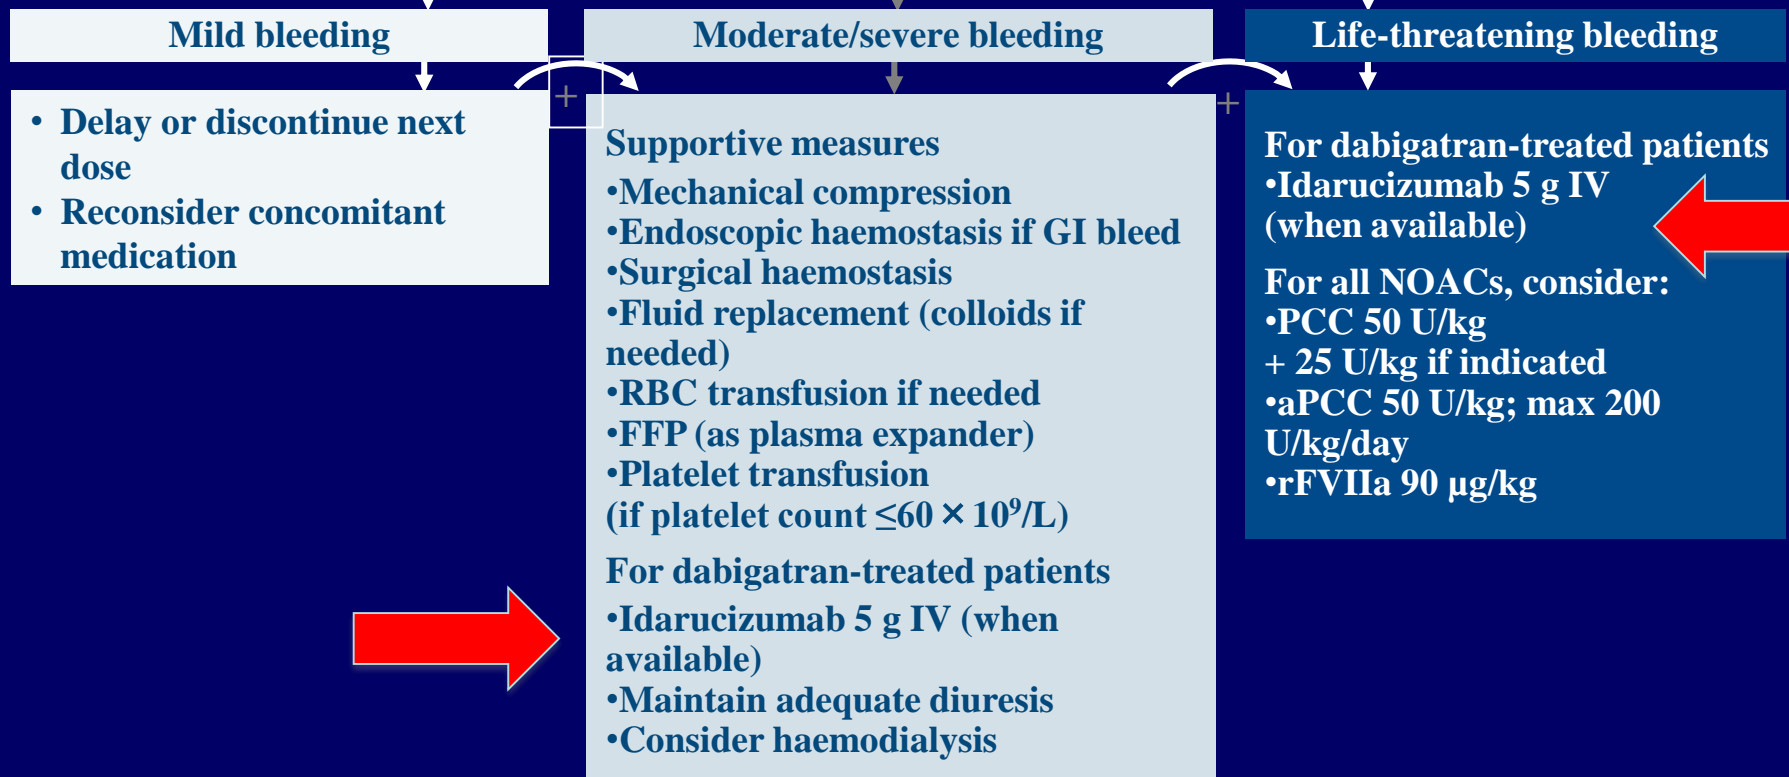 Mild bleeding
• Delay or discontinue next
dose
• Reconsider concomitant
medication
+
Moderate/severe bleeding
Supportive measures
•Mechanical compression
•Endoscopic haemostasis if GI bleed
•Surgical haemostasis
•Fluid replacement (colloids if
needed)
•RBC transfusion if needed
•FFP (as plasma expander)
•Platelet transfusion
(if platelet count ≤60 × 10⁹/L)
For dabigatran-treated patients
•Idarucizumab 5 g IV (when
available)
•Maintain adequate diuresis
•Consider haemodialysis
+
Life-threatening bleeding
For dabigatran-treated patients
•Idarucizumab 5 g IV
(when available)
For all NOACs, consider:
•PCC 50 U/kg
+ 25 U/kg if indicated
•aPCC 50 U/kg; max 200
U/kg/day
•rFVIIa 90 μg/kg